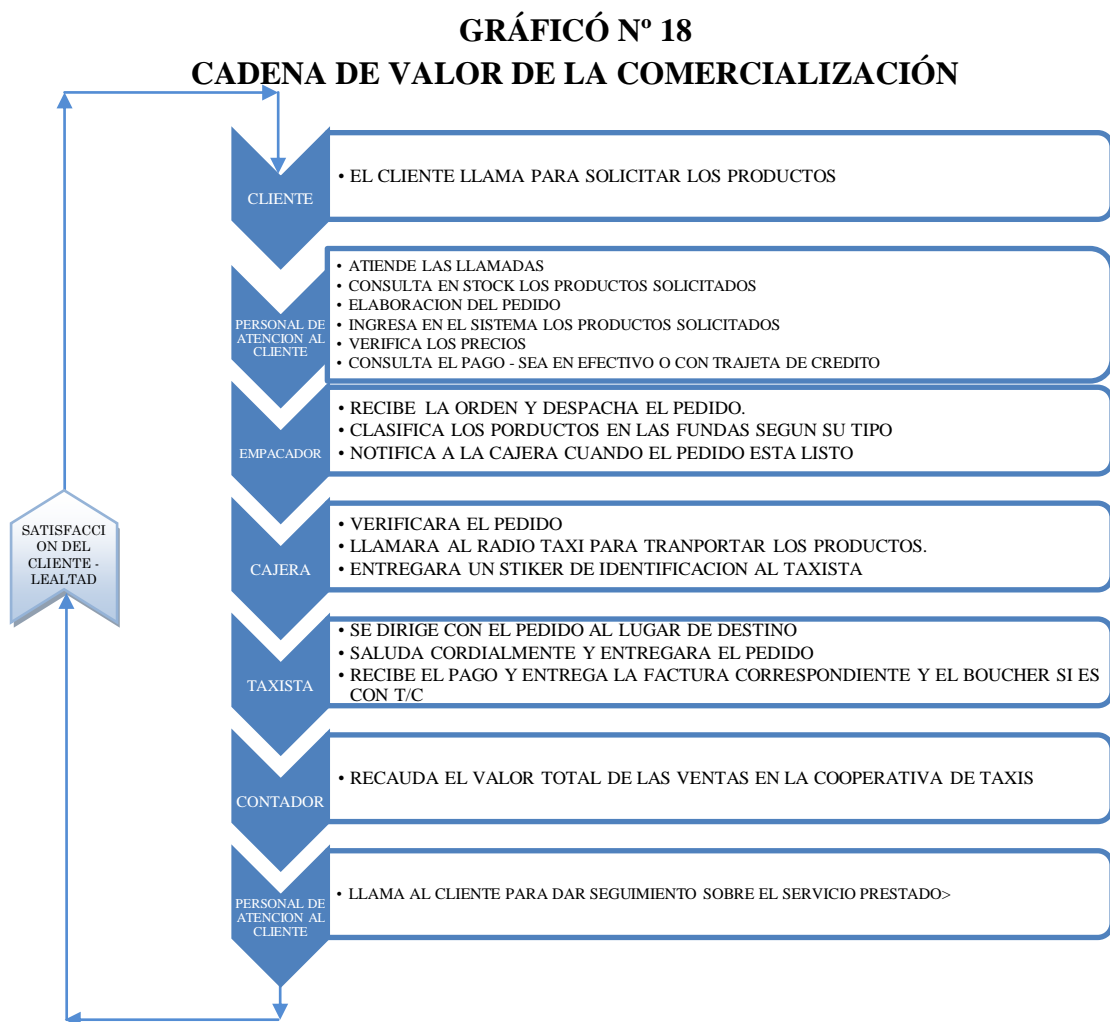 GRÁFICÓ Nº 18
CADENA DE VALOR DE LA COMERCIALIZACIÓN
CLIENTE
• EL CLIENTE LLAMA PARA SOLICITAR LOS PRODUCTOS
PERSONAL DE
ATENCION AL
CLIENTE
• ATIENDE LAS LLAMADAS
• CONSULTA EN STOCK LOS PRODUCTOS SOLICITADOS
• ELABORACION DEL PEDIDO
• INGRESA EN EL SISTEMA LOS PRODUCTOS SOLICITADOS
• VERIFICA LOS PRECIOS
• CONSULTA EL PAGO - SEA EN EFECTIVO O CON TRAJETA DE CREDITO
EMPACADOR
• RECIBE LA ORDEN Y DESPACHA EL PEDIDO.
• CLASIFICA LOS PORDUCTOS EN LAS FUNDAS SEGUN SU TIPO
• NOTIFICA A LA CAJERA CUANDO EL PEDIDO ESTA LISTO
SATISFACCI
ON DEL
CLIENTE -
LEALTAD
CAJERA
• VERIFICARA EL PEDIDO
• LLAMARA AL RADIO TAXI PARA TRANPORTAR LOS PRODUCTOS.
• ENTREGARA UN STIKER DE IDENTIFICACION AL TAXISTA
TAXISTA
• SE DIRIGE CON EL PEDIDO AL LUGAR DE DESTINO
• SALUDA CORDIALMENTE Y ENTREGARA EL PEDIDO
• RECIBE EL PAGO Y ENTREGA LA FACTURA CORRESPONDIENTE Y EL BOUCHER SI ES
CON T/C
CONTADOR
• RECAUDA EL VALOR TOTAL DE LAS VENTAS EN LA COOPERATIVA DE TAXIS
PERSONAL DE
ATENCION AL
CLIENTE
• LLAMA AL CLIENTE PARA DAR SEGUIMIENTO SOBRE EL SERVICIO PRESTADO>